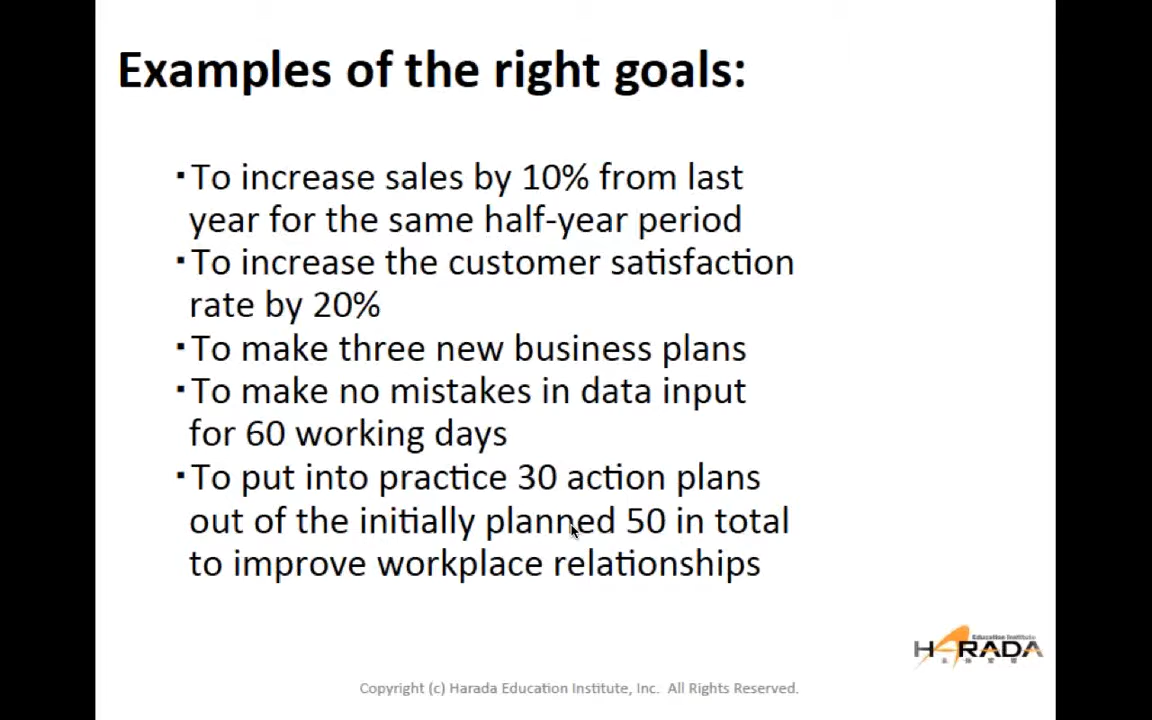 Examples of the right goals:
▪To increase sales by 10% from last
year for the same half-year period
▪To increase the customer satisfaction
rate by 20%
▪To make three new business plans
▪To make no mistakes in data input
for 60 working days
▪To put into practice 30 action plans
out of the initially planned 50 in total
to improve workplace relationships
Education Institute
HARADA
Copyright (c) Harada Education Institute, Inc.  All Rights Reserved.